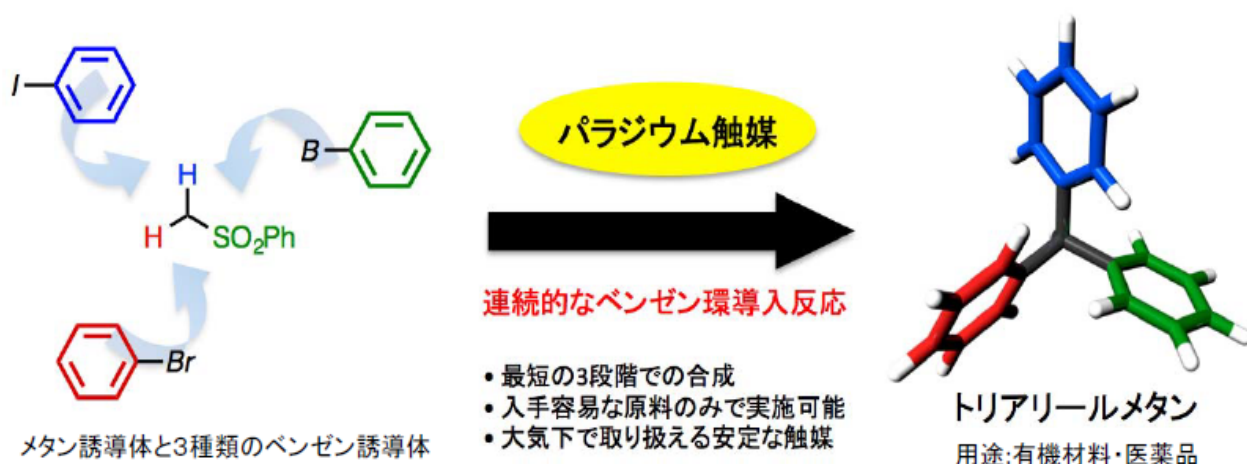 I
B
H
H
SO2Ph
Br
メタン誘導体と3種類のベンゼン誘導体
パラジウム触媒
連続的なベンゼン環導入反応
• 最短の3段階での合成
• 入手容易な原料のみで実施可能
• 大気下で取り扱える安定な触媒
トリアリールメタン
用途:有機材料・医薬品